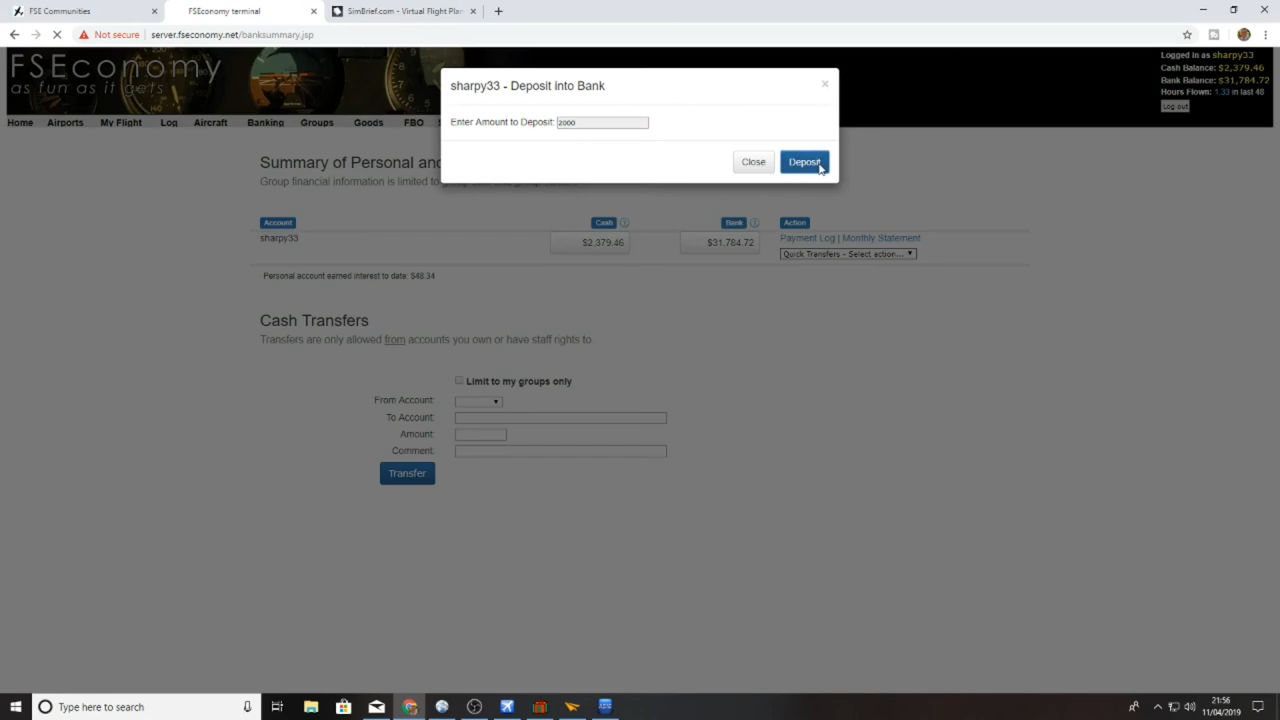 FSE Communities
FSEconomy terminal
SimBrief.com - Virtual Flight Plan
Not secure
server.fseconomy.net/banksummary.jsp
FSEconomy
as fun as it gets
Logged in as sharpy33
Cash Balance: $2,379.46
Bank Balance: $31,784.72
Hours Flown: 1.33 in last 48
Log out
Home Airports My Flight Log Aircraft Banking Groups Goods FBO
sharpy33 - Deposit into Bank
×
Enter Amount to Deposit: 2000
Close Deposit
Summary of Personal and
Group financial information is limited to
Account Cash Bank Action
sharpy33 $2,379.46 $31,784.72 Payment Log | Monthly Statement
Quick Transfers - Select action...
Personal account earned interest to date: $48.34
Cash Transfers
Transfers are only allowed from accounts you own or have staff rights to.
Limit to my groups only
From Account:
To Account:
Amount:
Comment:
Transfer
Type here to search
21:56
11/04/2019